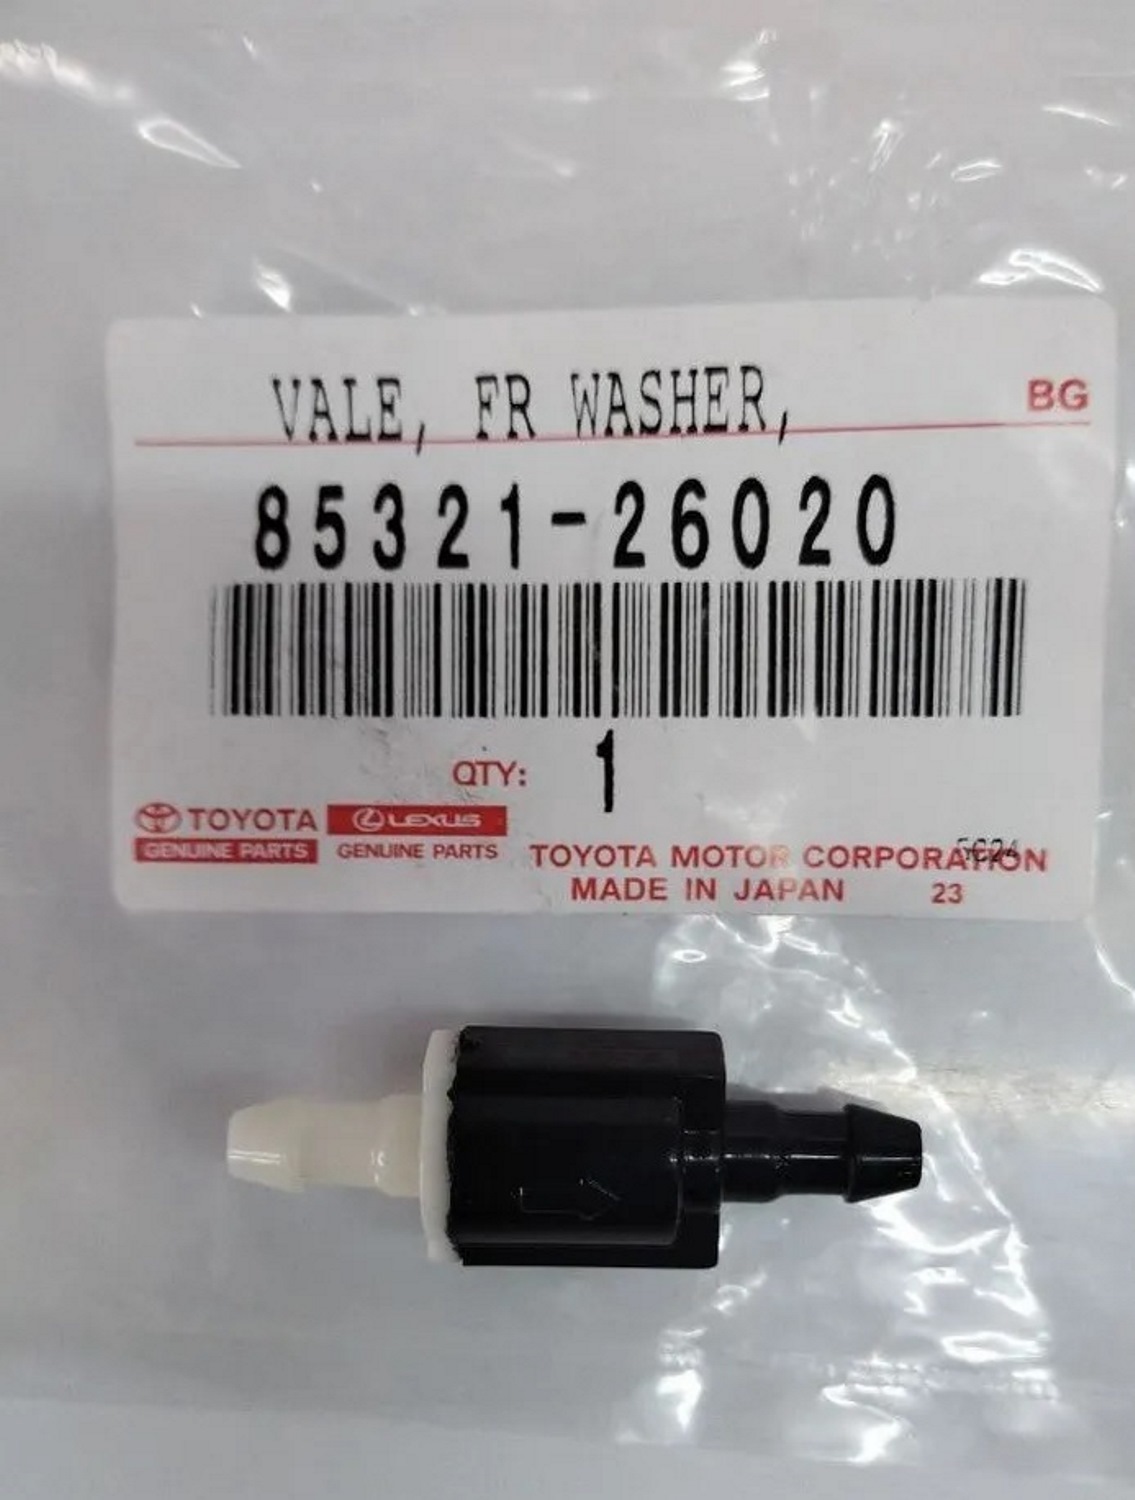 VALE, FR WASHER,
BG
85321-26020
QTY: 1
TOYOTA LEXUS
GENUINE PARTS GENUINE PARTS
TOYOTA MOTOR CORPORATION
MADE IN JAPAN 23